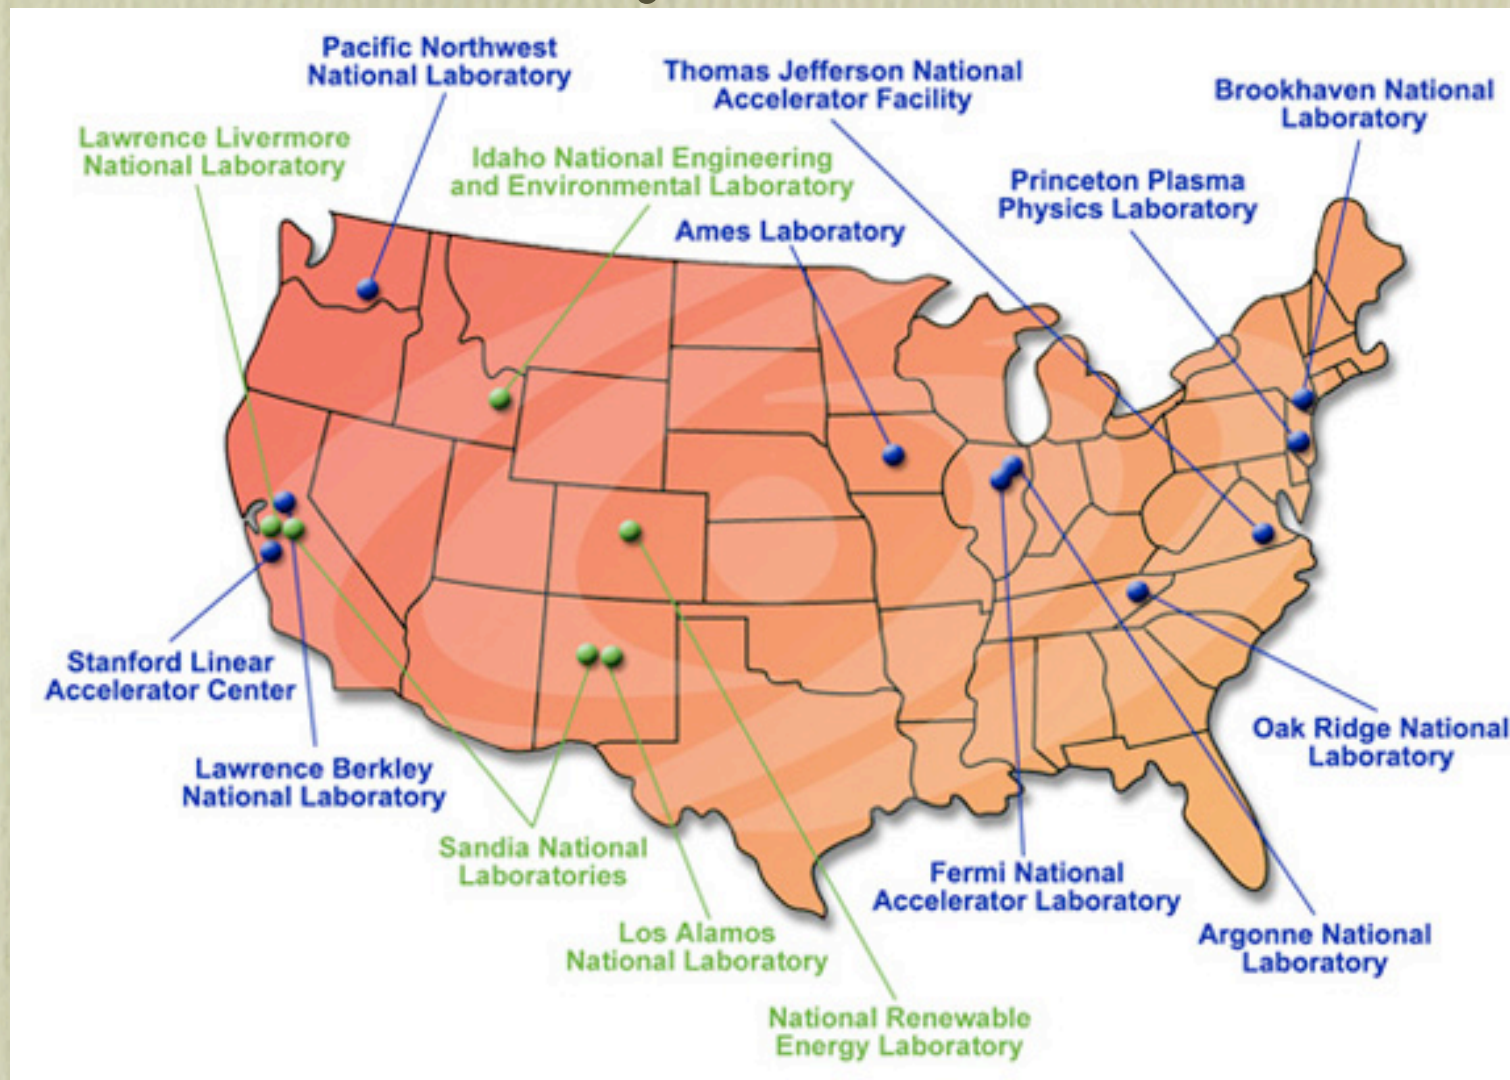 Pacific Northwest
National Laboratory
Thomas Jefferson National
Accelerator Facility
Brookhaven National
Laboratory
Lawrence Livermore
National Laboratory
Idaho National Engineering
and Environmental Laboratory
Princeton Plasma
Physics Laboratory
Ames Laboratory
Stanford Linear
Accelerator Center
Lawrence Berkley
National Laboratory
Oak Ridge National
Laboratory
Sandia National
Laboratories
Fermi National
Accelerator Laboratory
Los Alamos
National Laboratory
Argonne National
Laboratory
National Renewable
Energy Laboratory